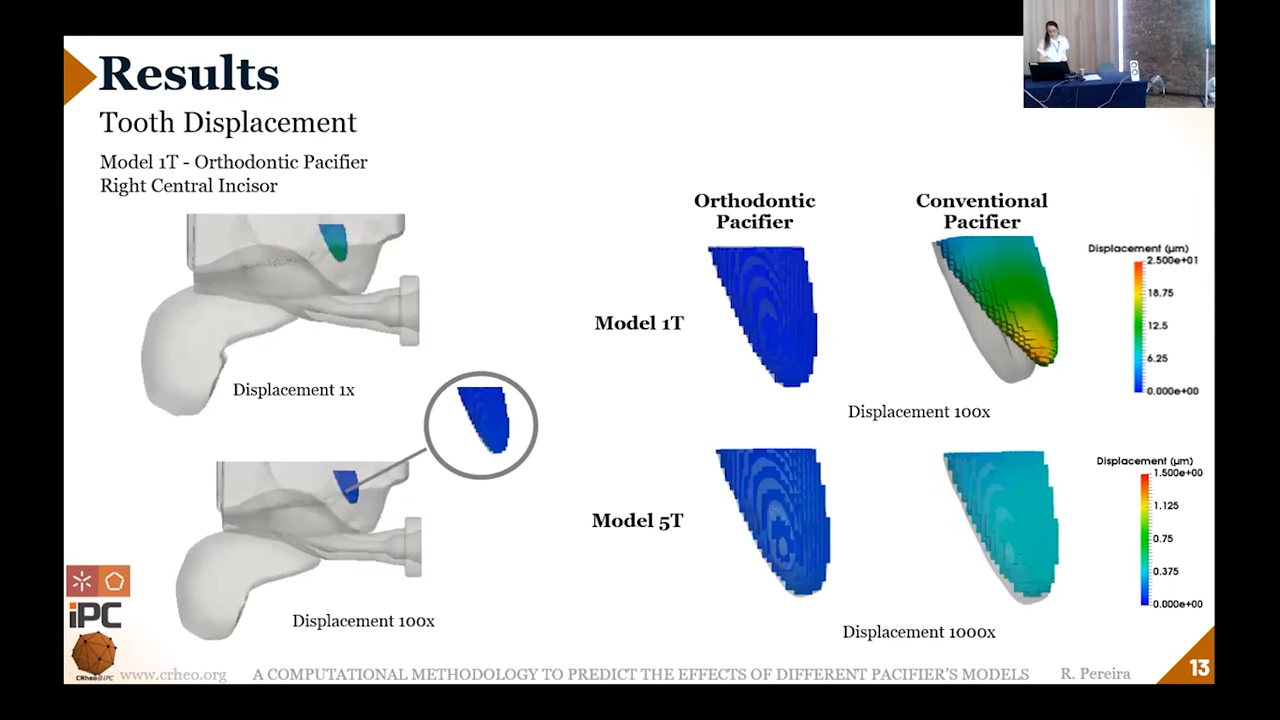 Results
Tooth Displacement
Model 1T - Orthodontic Pacifier
Right Central Incisor
Displacement 1x
Displacement 100x
Orthodontic
Pacifier
Conventional
Pacifier
Model 1T
Displacement (µm)
2.500e+01
18.75
12.5
6.25
0.000e+00
Displacement 100x
Model 5T
Displacement (µm)
1.500e+00
1.125
0.75
0.375
0.000e+00
Displacement 1000x
iPC
CRheo@IPC
www.crheo.org
A COMPUTATIONAL METHODOLOGY TO PREDICT THE EFFECTS OF DIFFERENT PACIFIER'S MODELS
R. Pereira
13